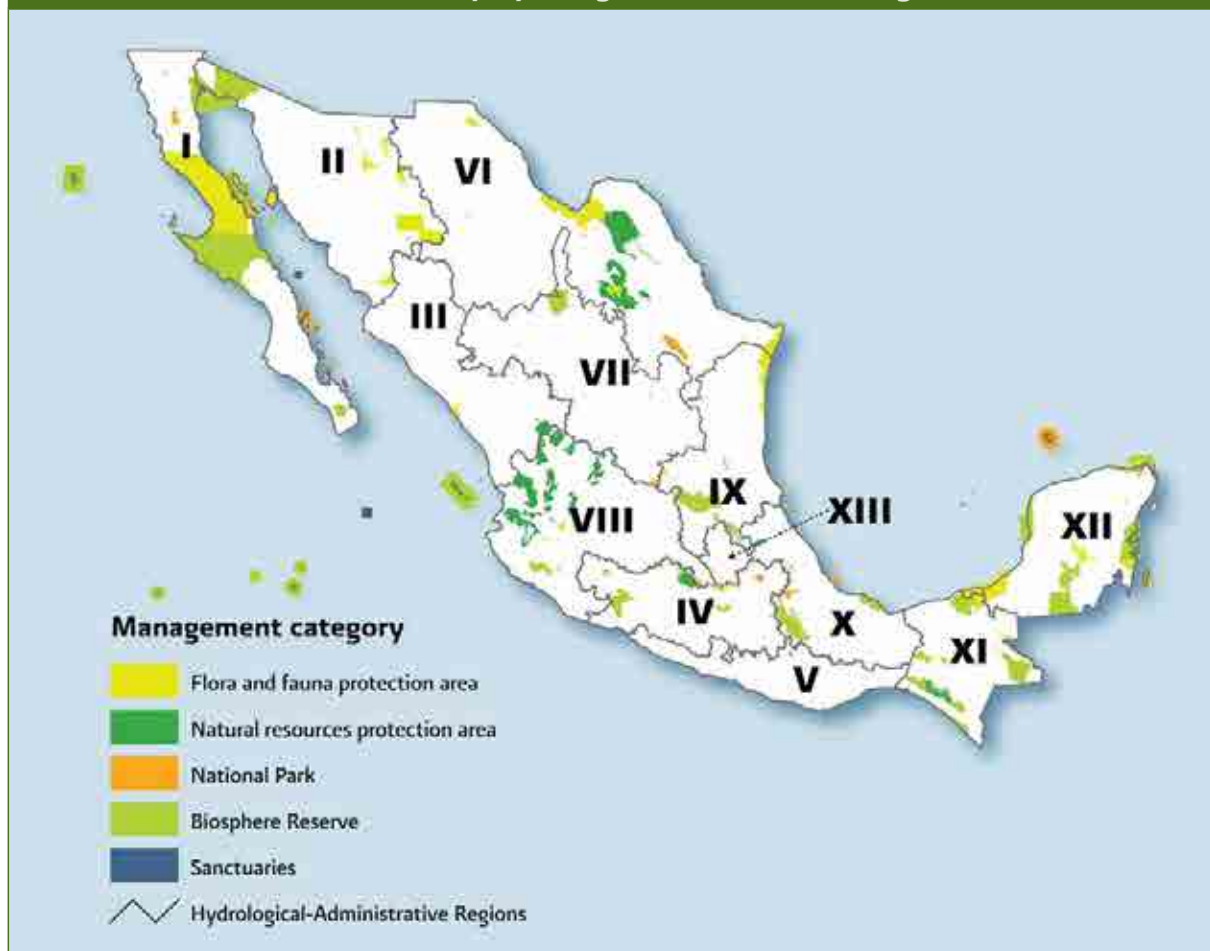 I
II
VI
III
VII
IX
XIII
VIII
XII
IV
X
XI
V
Management category
Flora and fauna protection area
Natural resources protection area
National Park
Biosphere Reserve
Sanctuaries
Hydrological-Administrative Regions